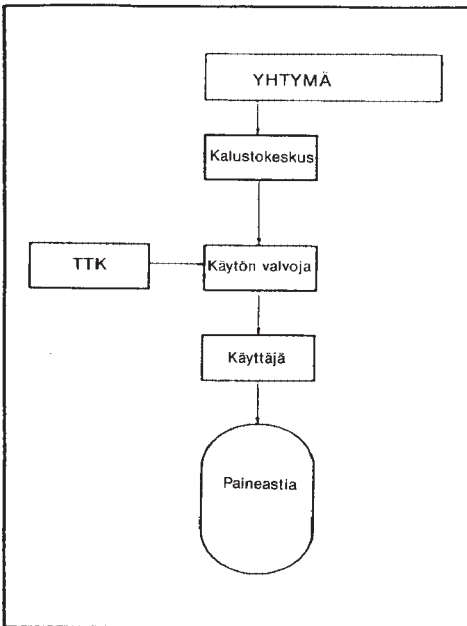 YHTYMÄ
Kalustokeskus
TTK
Käytön valvoja
Käyttäjä
Paineastia